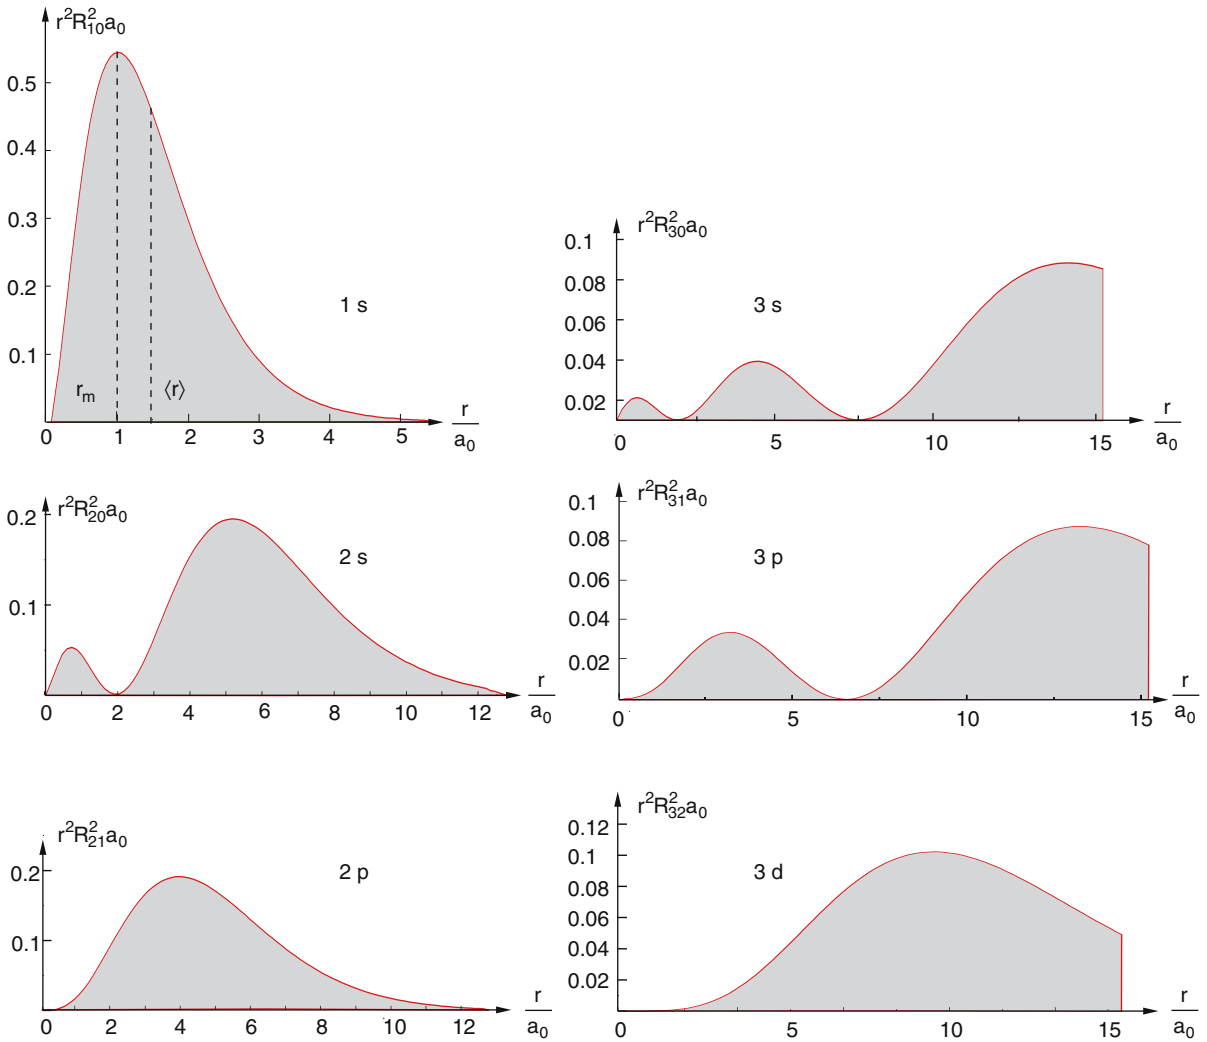 r²R²₁₀a₀
0.5
0.4
0.3
0.2
0.1
1 s
rₘ
⟨r⟩
0 1 2 3 4 5
r
a₀
r²R²₃₀a₀
0.1
0.08
0.06
0.04
0.02
3 s
0 5 10 15
r
a₀
r²R²₂₀a₀
0.2
0.1
2 s
0 2 4 6 8 10 12
r
a₀
r²R²₃₁a₀
0.1
0.08
0.06
0.04
0.02
3 p
0 5 10 15
r
a₀
r²R²₂₁a₀
0.2
0.1
2 p
0 2 4 6 8 10 12
r
a₀
r²R²₃₂a₀
0.12
0.1
0.08
0.06
0.04
0.02
3 d
0 5 10 15
r
a₀